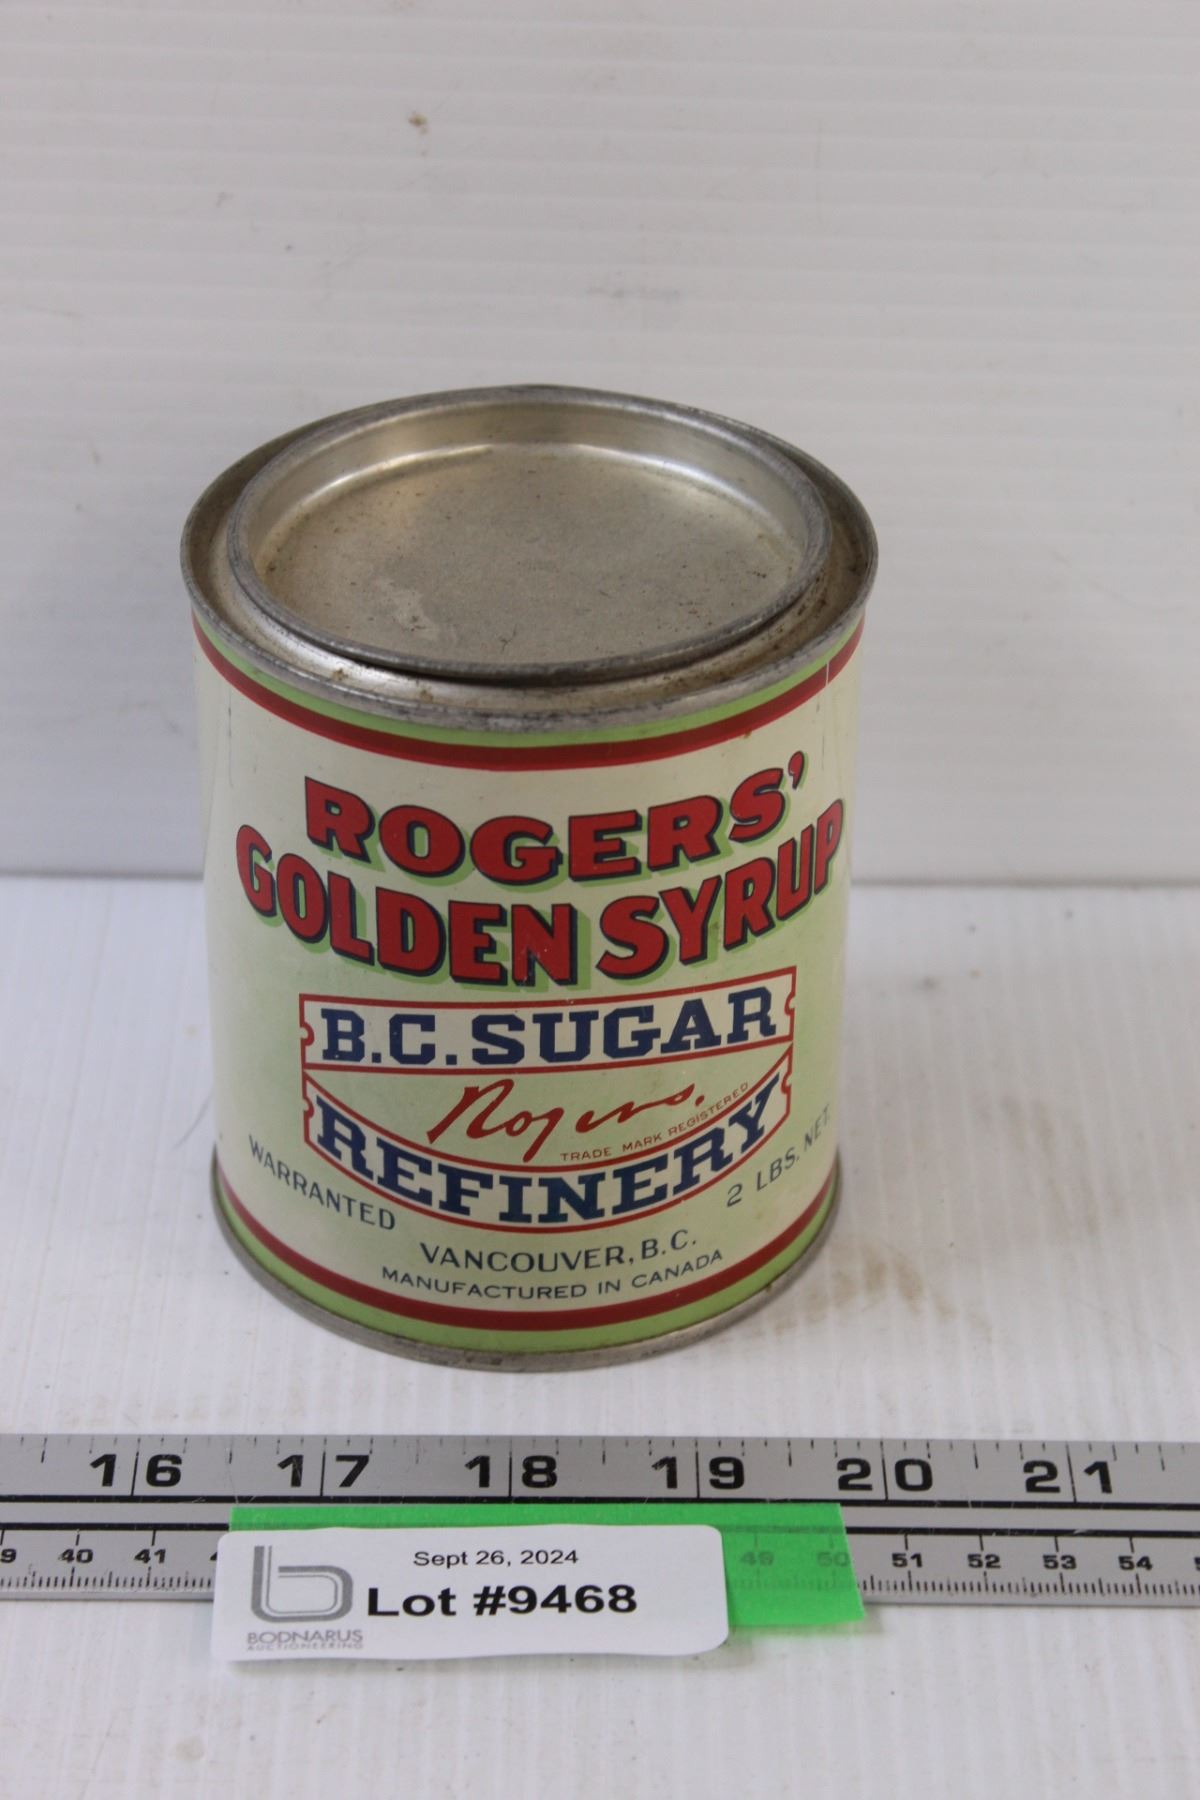 ROGERS'
GOLDEN SYRUP
B.C. SUGAR
Rogers.
TRADE MARK REGISTERED
REFINERY
WARRANTED
2 LBS. NET
VANCOUVER, B.C.
MANUFACTURED IN CANADA
16 17 18 19 20 21
40 41 49 50 51 52 53 54
Sept 26, 2024
Lot #9468
b
BODNARUS
AUCTIONEERING